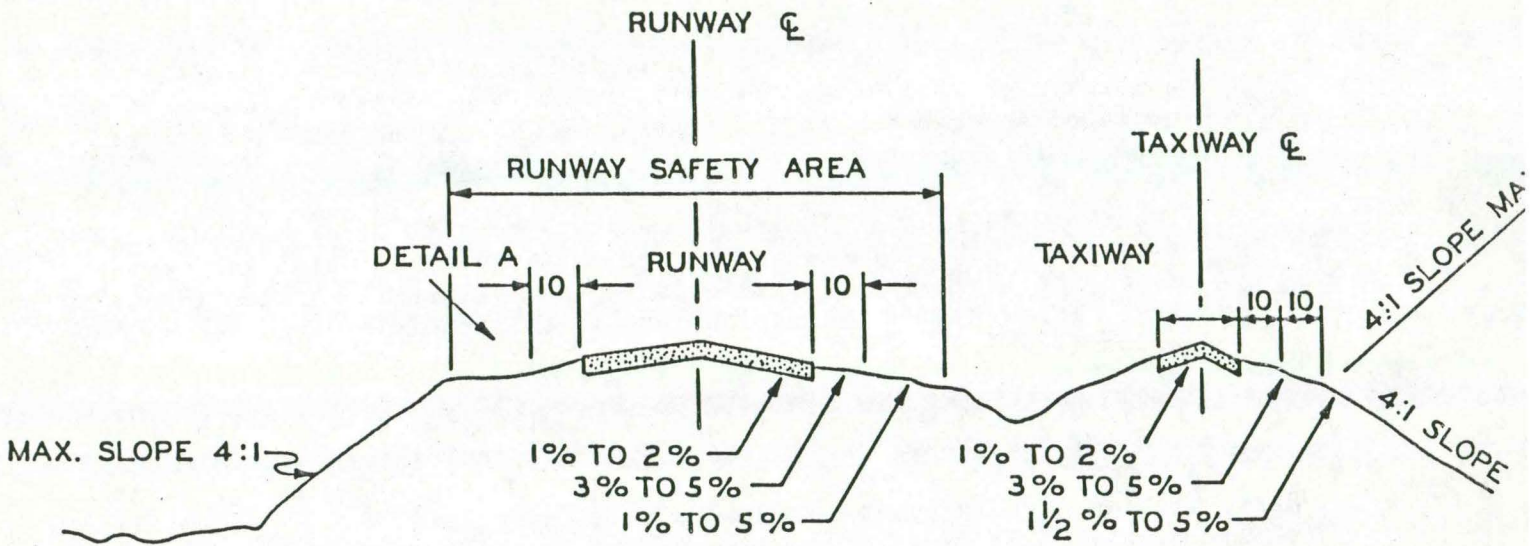 RUNWAY ℄
TAXIWAY ℄
RUNWAY SAFETY AREA
DETAIL A
RUNWAY
TAXIWAY
10
10
10
10
4:1 SLOPE MA.
4:1 SLOPE
MAX. SLOPE 4:1
1% TO 2%
3% TO 5%
1% TO 5%
1% TO 2%
3% TO 5%
1½ % TO 5%